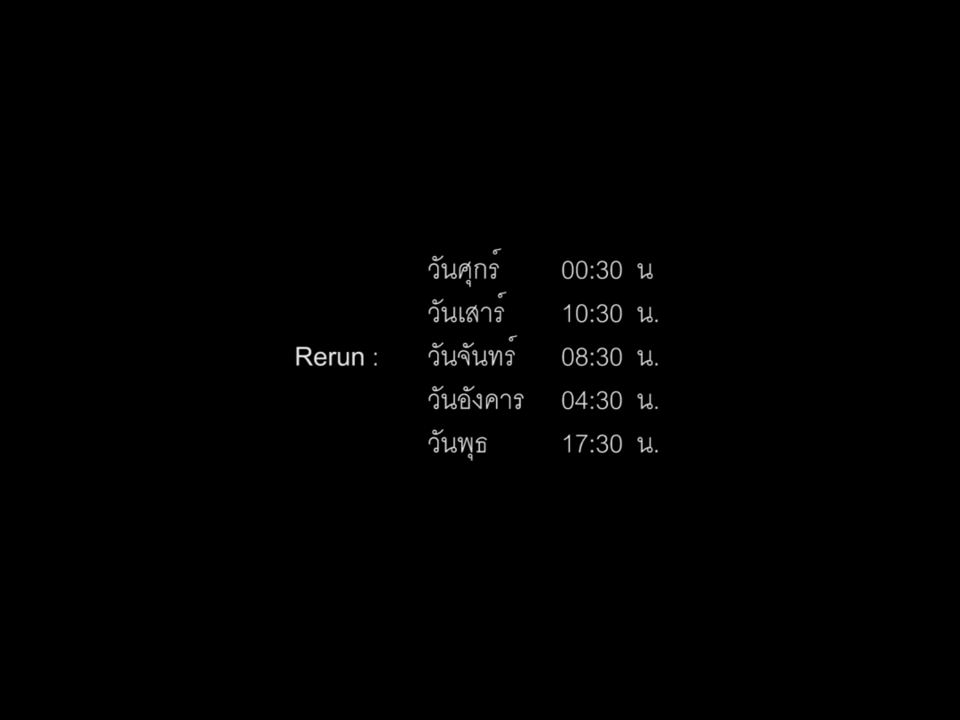 วันศุกร์ 00:30 น
วันเสาร์ 10:30 น.
Rerun : วันจันทร์ 08:30 น.
วันอังคาร 04:30 น.
วันพุธ 17:30 น.